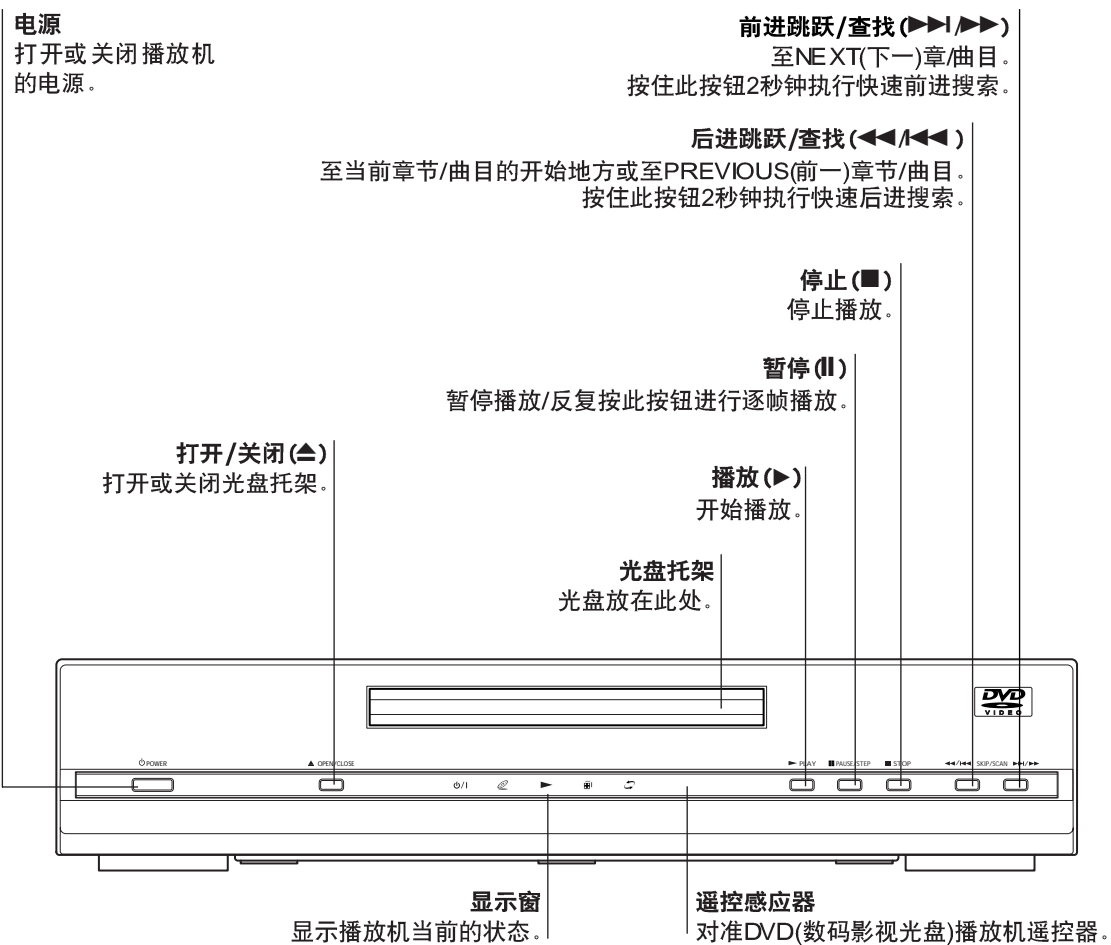 电源
打开或关闭播放机
的电源。
前进跳跃/查找(▶▶I/▶▶)
至NEXT(下一)章/曲目。
按住此按钮2秒钟执行快速前进搜索。
后进跳跃/查找(◀◀/I◀◀)
至当前章节/曲目的开始地方或至PREVIOUS(前一)章节/曲目。
按住此按钮2秒钟执行快速后进搜索。
停止(■)
停止播放。
暂停(II)
暂停播放/反复按此按钮进行逐帧播放。
打开/关闭(⏏)
打开或关闭光盘托架。
播放(▶)
开始播放。
光盘托架
光盘放在此处。
DVD
VIDEO
⏻ POWER
▲ OPEN/CLOSE
► PLAY
II PAUSE/STEP
■ STOP
◀◀/I◀◀ SKIP/SCAN ▶▶I/▶▶
⏻/I
显示窗
显示播放机当前的状态。
遥控感应器
对准DVD(数码影视光盘)播放机遥控器。